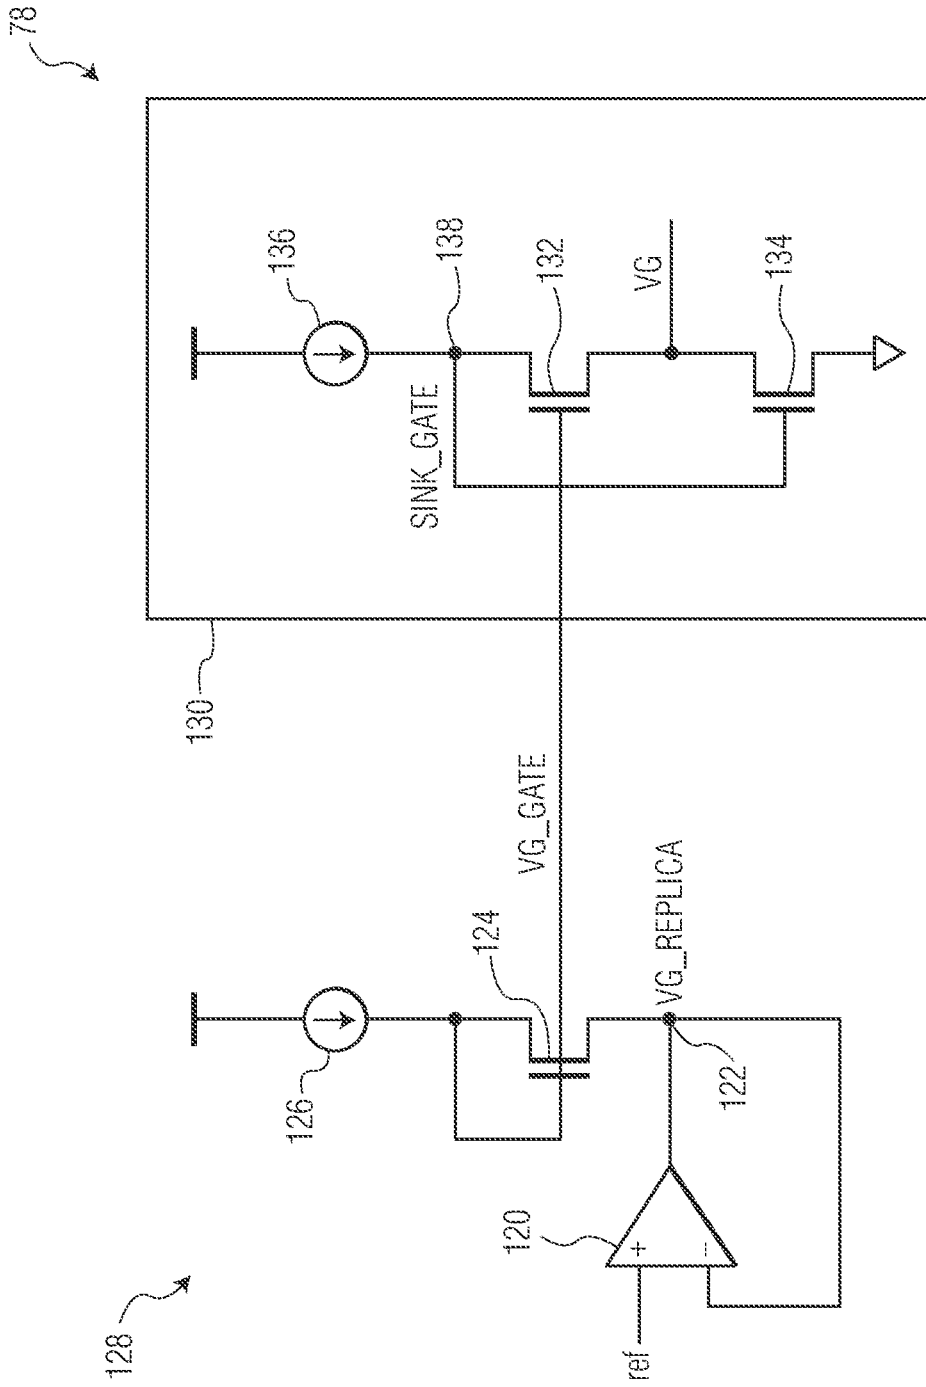 78
136
138
132
VG
134
SINK_GATE
130
VG_GATE
124
VG_REPLICA
126
122
120
+
−
128
ref